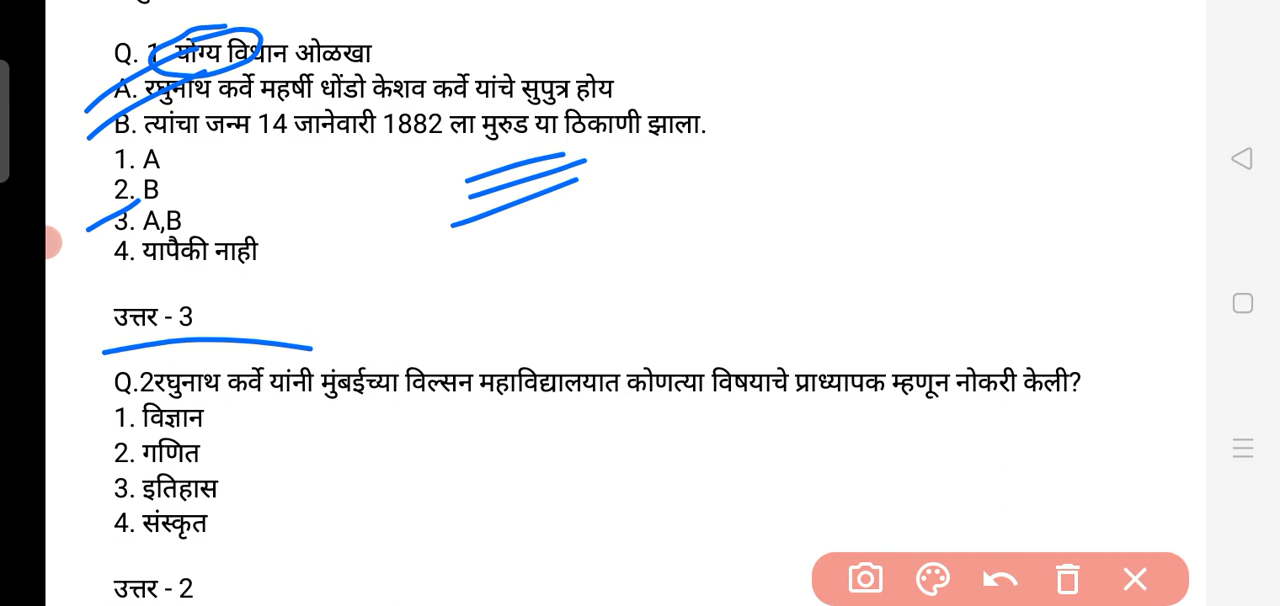 Q. 1 योग्य विधान ओळखा
A. रघुनाथ कर्वे महर्षी धोंडो केशव कर्वे यांचे सुपुत्र होय
B. त्यांचा जन्म 14 जानेवारी 1882 ला मुरुड या ठिकाणी झाला.
1. A
2. B
3. A,B
4. यापैकी नाही
उत्तर - 3
Q.2रघुनाथ कर्वे यांनी मुंबईच्या विल्सन महाविद्यालयात कोणत्या विषयाचे प्राध्यापक म्हणून नोकरी केली?
1. विज्ञान
2. गणित
3. इतिहास
4. संस्कृत
उत्तर - 2